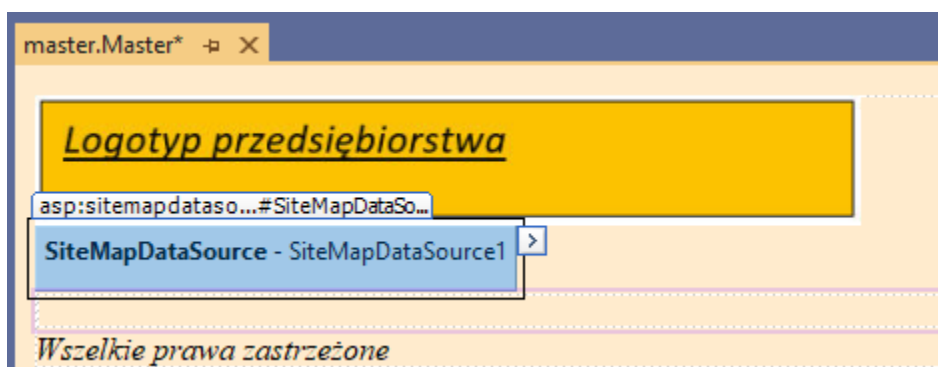 master.Master*
Logotyp przedsiębiorstwa
asp:sitemapdataso...#SiteMapDataSo...
SiteMapDataSource - SiteMapDataSource1
Wszelkie prawa zastrzeżone